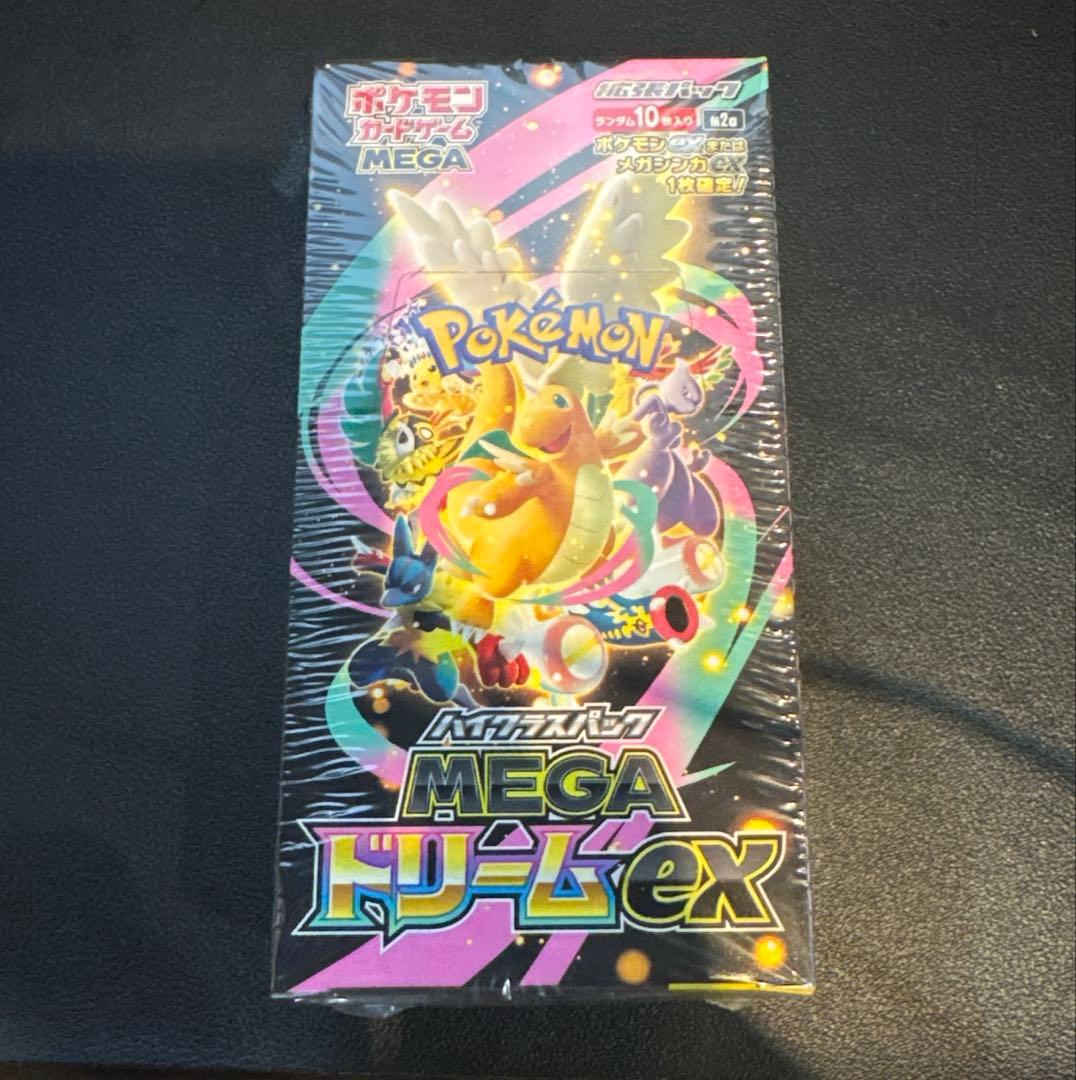 ポケモン
カードゲーム
MEGA
拡張パック
ランダム10枚入り
m2a
ポケモンexまたは
メガシンカex
1枚確定!
POKéMON
ハイクラスパック
MEGA
ドリームex